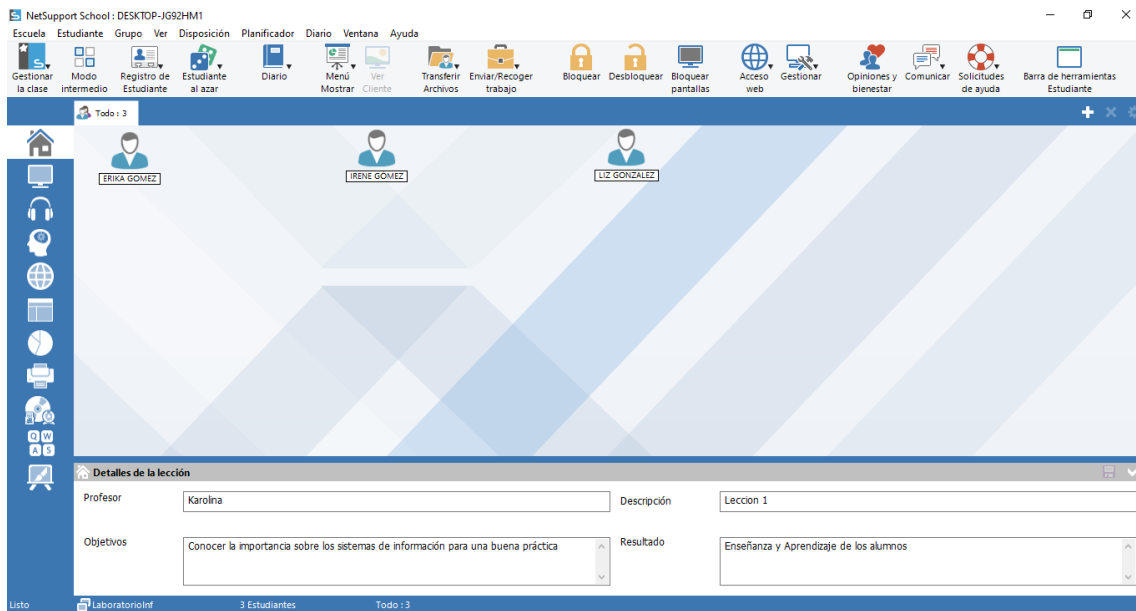 NetSupport School : DESKTOP-JG92HM1
Escuela Estudiante Grupo Ver Disposición Planificador Diario Ventana Ayuda
Gestionar la clase
Modo intermedio
Registro de Estudiante
Estudiante al azar
Diario
Menú Mostrar
Ver Cliente
Transferir Archivos
Enviar/Recoger trabajo
Bloquear
Desbloquear
Bloquear pantallas
Acceso web
Gestionar
Opiniones y bienestar
Comunicar
Solicitudes de ayuda
Barra de herramientas Estudiante
Todo : 3
ERIKA GOMEZ
IRENE GOMEZ
LIZ GONZALEZ
Q W
A S
Detalles de la lección
Profesor
Karolina
Descripción
Leccion 1
Objetivos
Conocer la importancia sobre los sistemas de información para una buena práctica
Resultado
Enseñanza y Aprendizaje de los alumnos
Listo
LaboratorioInf
3 Estudiantes
Todo : 3